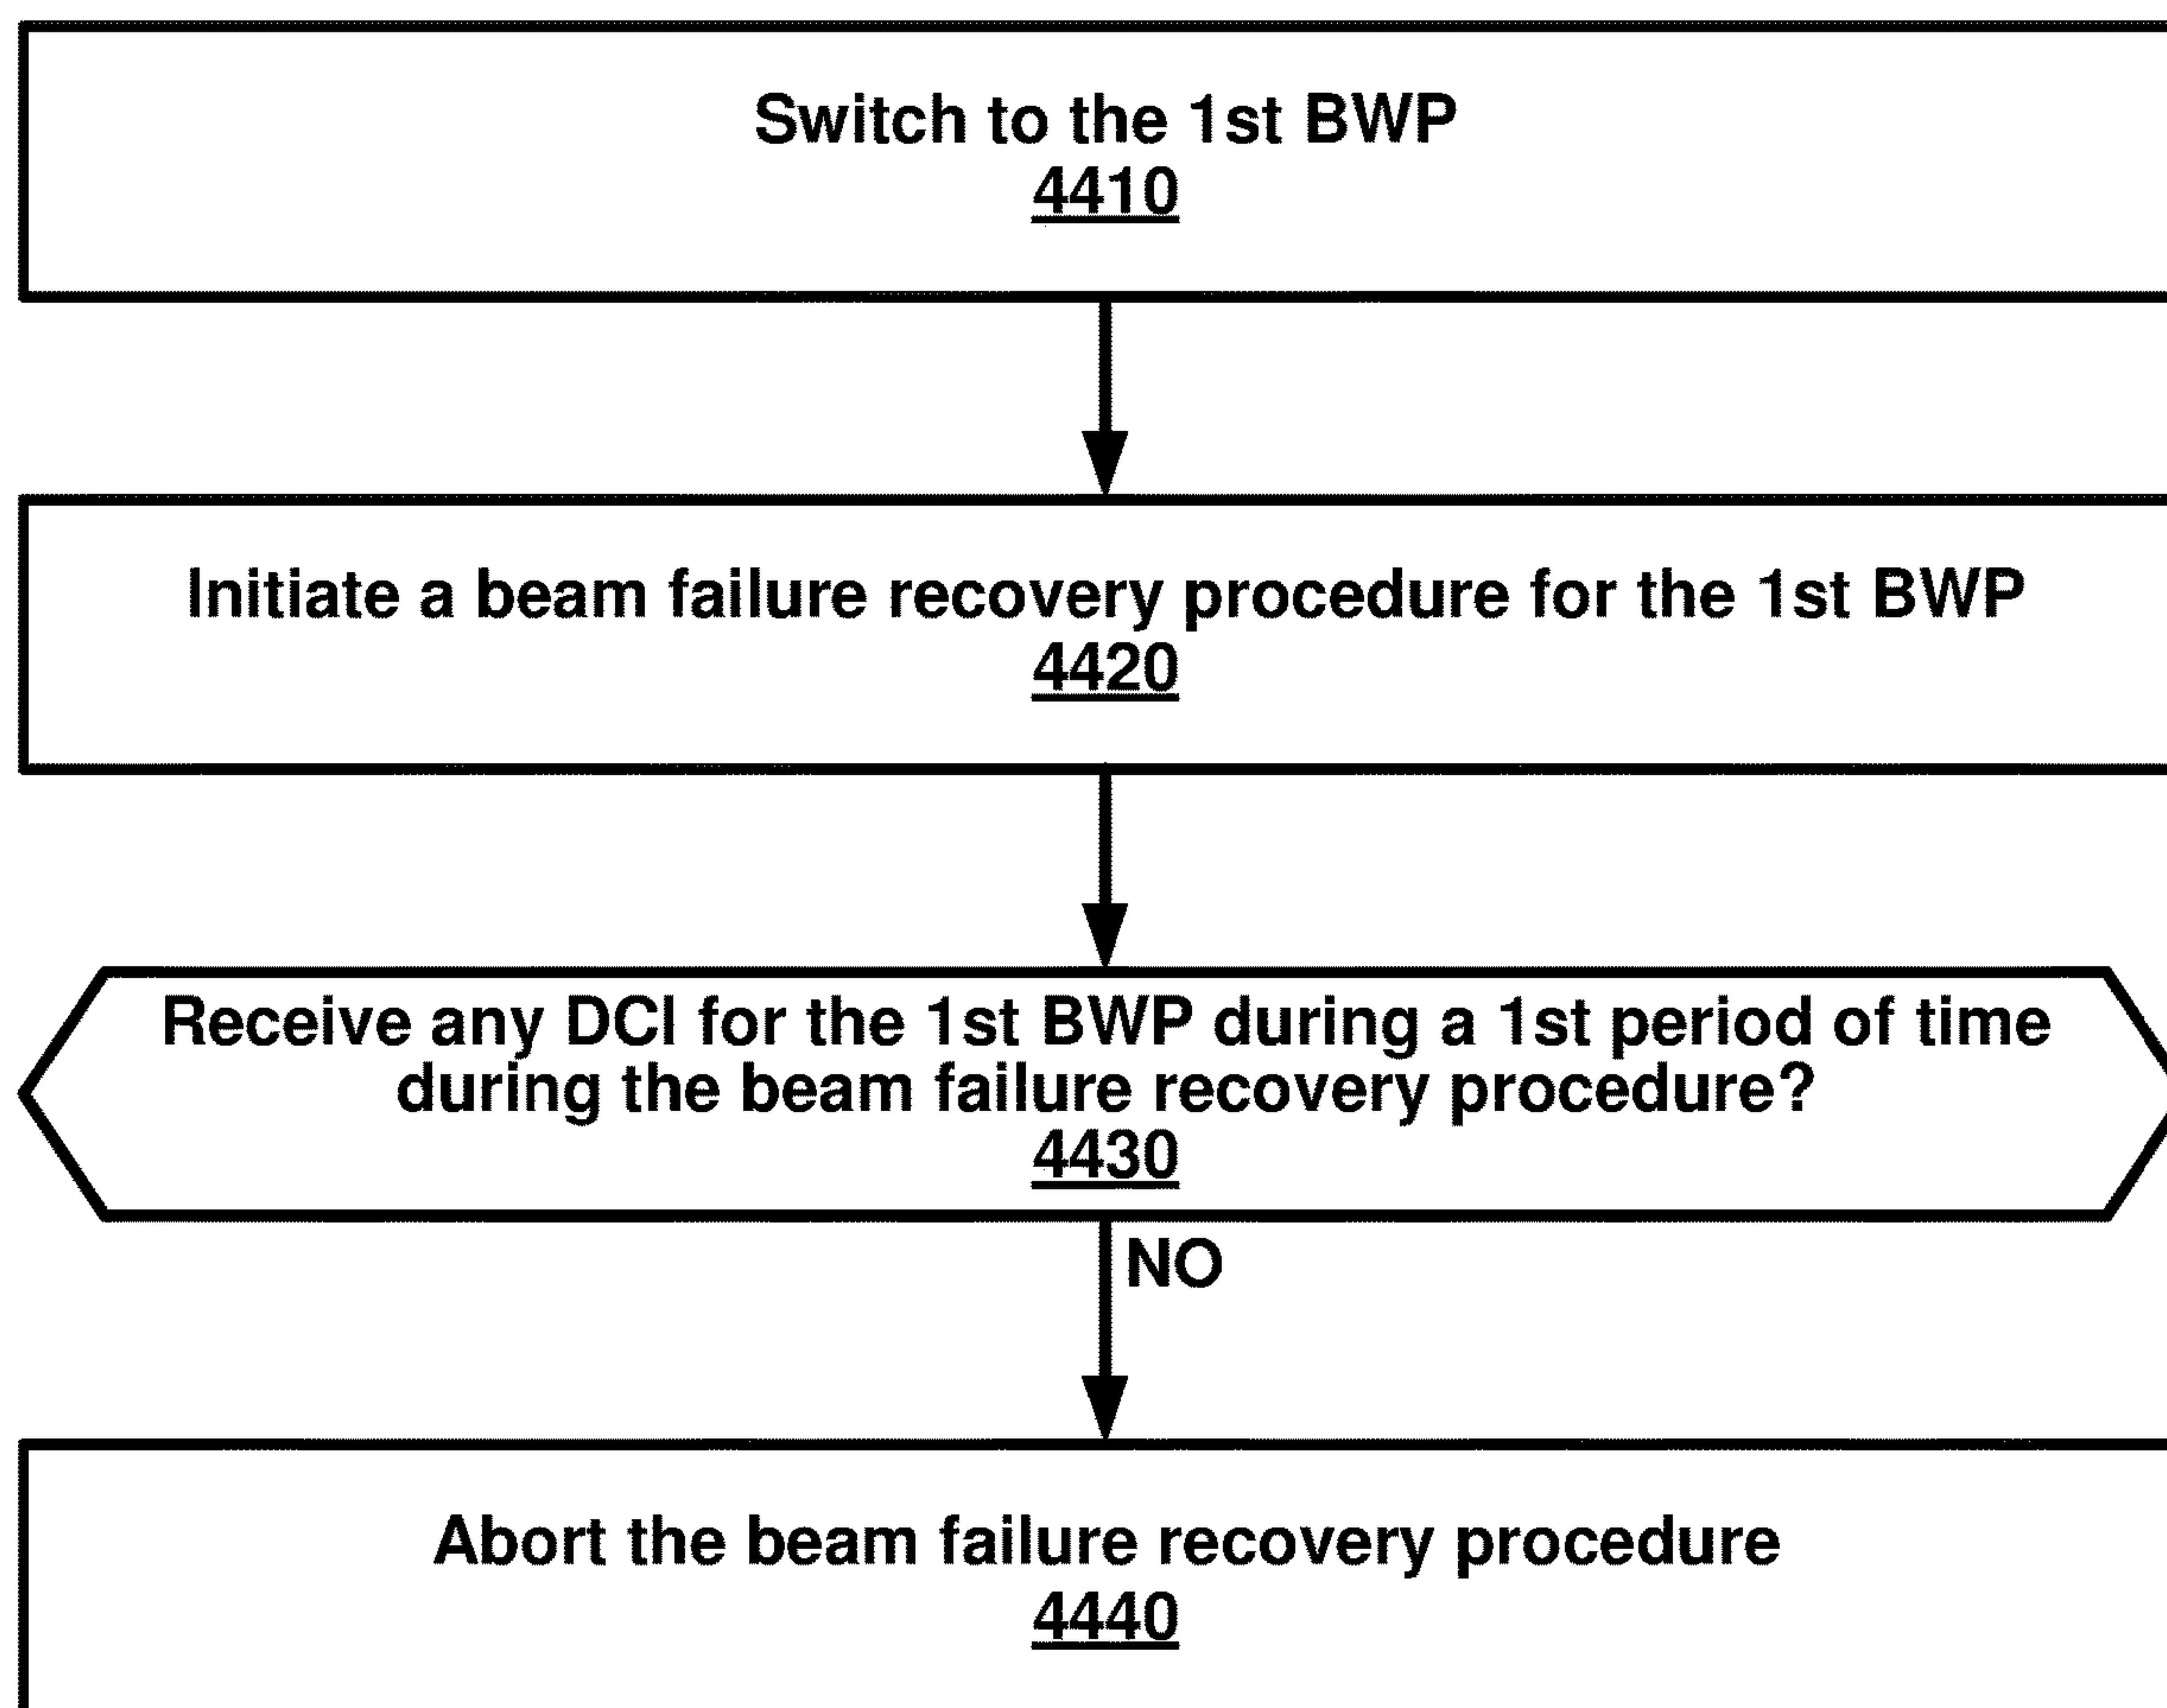 Switch to the 1st BWP
4410
Initiate a beam failure recovery procedure for the 1st BWP
4420
Receive any DCI for the 1st BWP during a 1st period of time
during the beam failure recovery procedure?
4430
NO
Abort the beam failure recovery procedure
4440